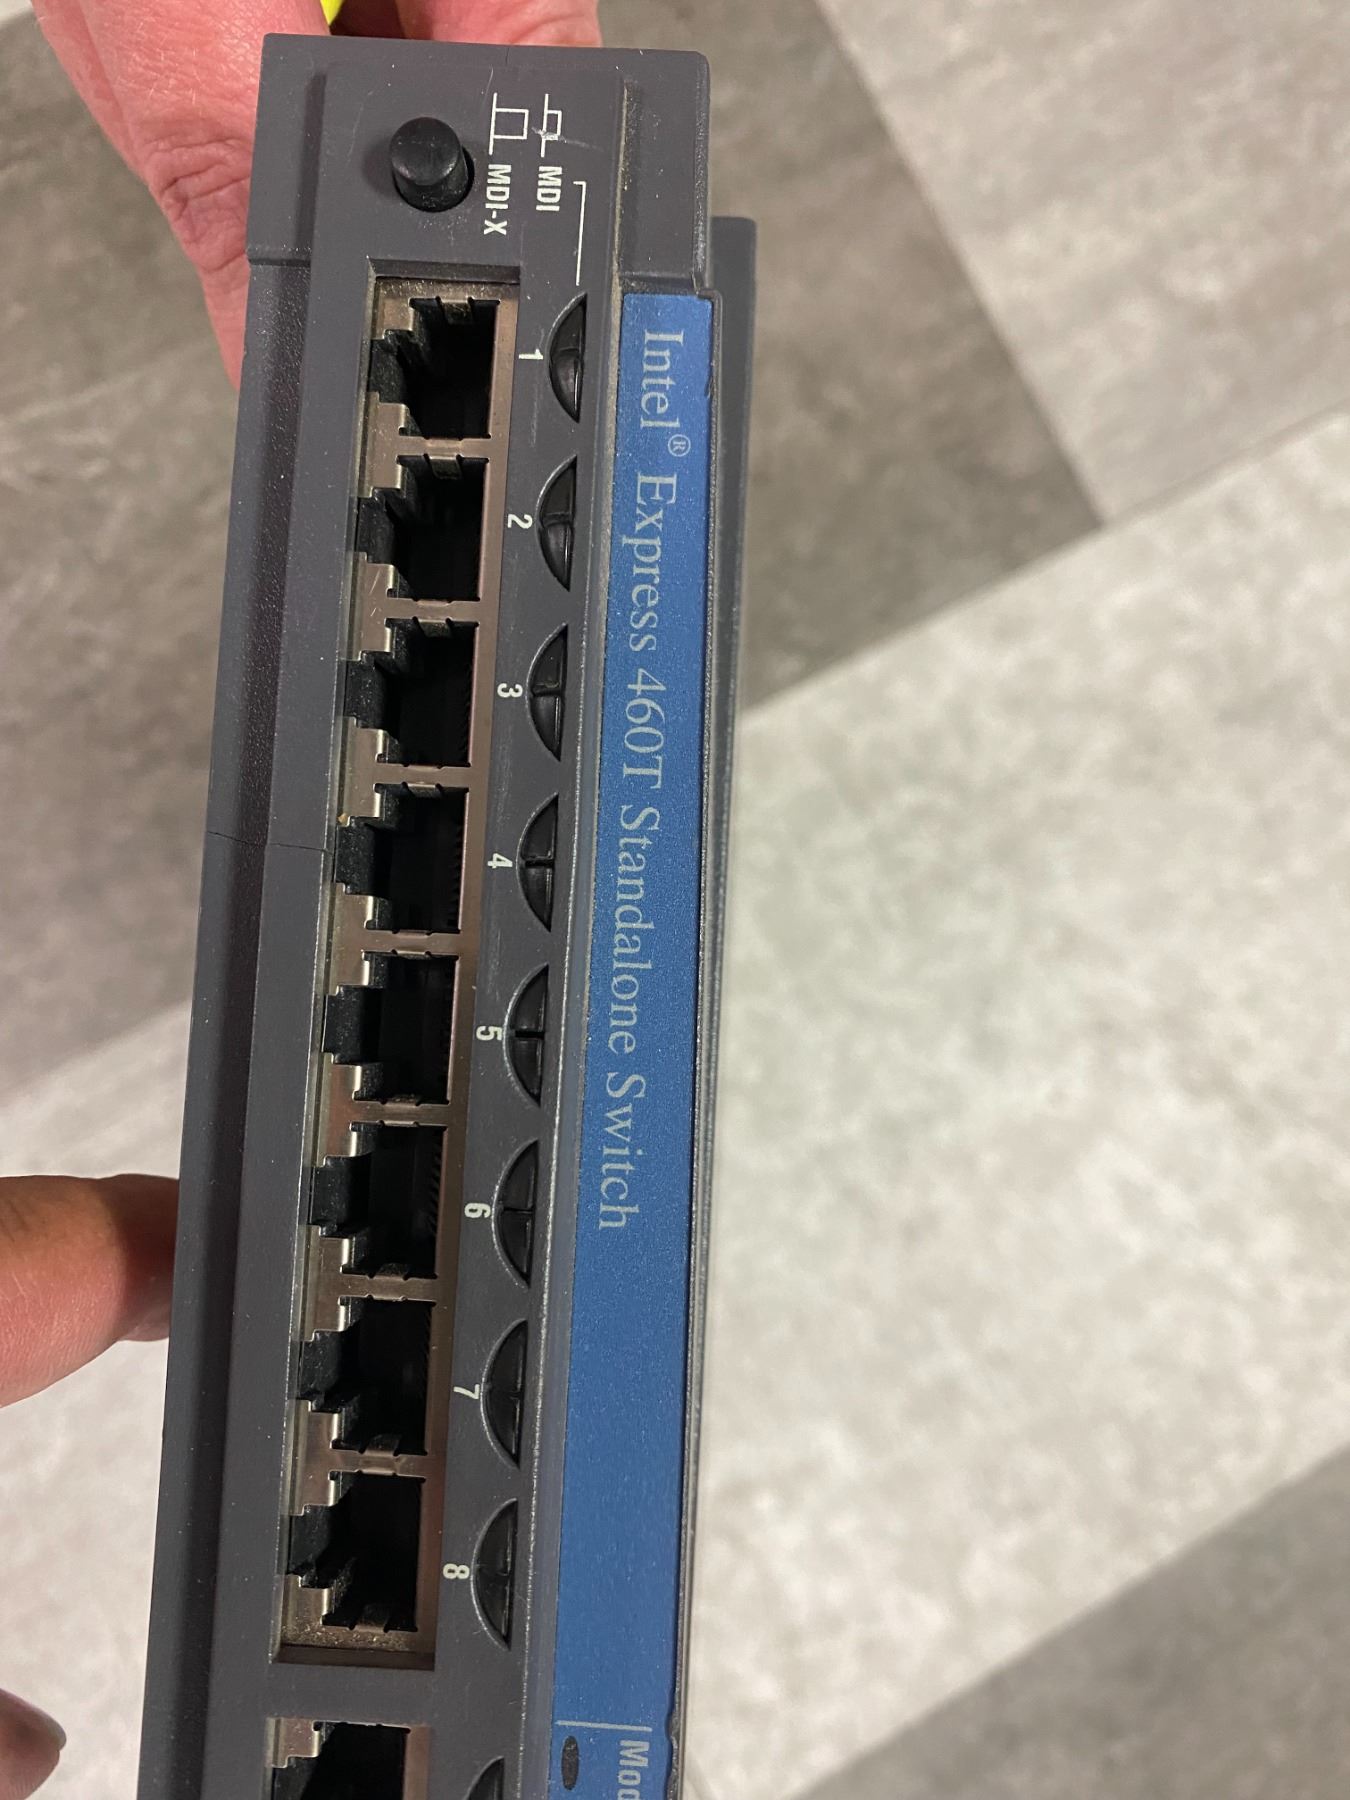 MDI
MDI-X
Intel® Express 460T Standalone Switch
1 2 3 4 5 6 7 8